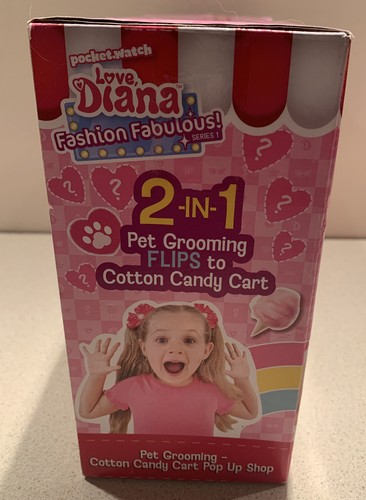 pocket.watch
Love,
Diana™
Fashion Fabulous!
SERIES 1
2-IN-1
Pet Grooming
FLIPS to
Cotton Candy Cart
Pet Grooming -
Cotton Candy Cart Pop Up Shop